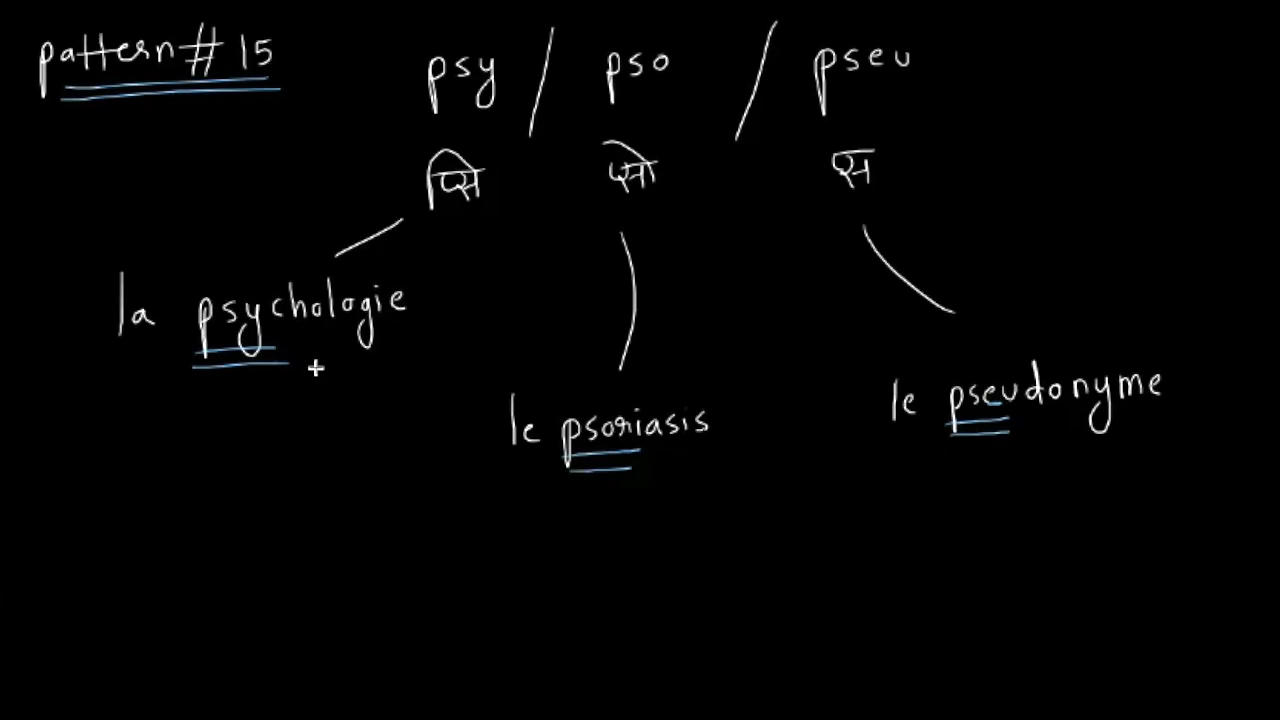 pattern # 15
psy / pso / pseu
प्सि प्सो प्स
la psychologie
le psoriasis
le pseudonyme